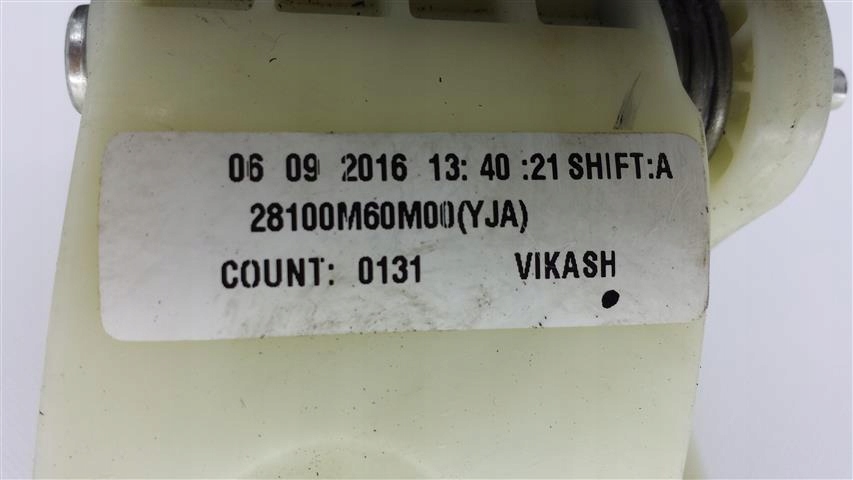 06 09 2016 13: 40 :21 SHIFT:A
28100M60M00(YJA)
COUNT: 0131 VIKASH